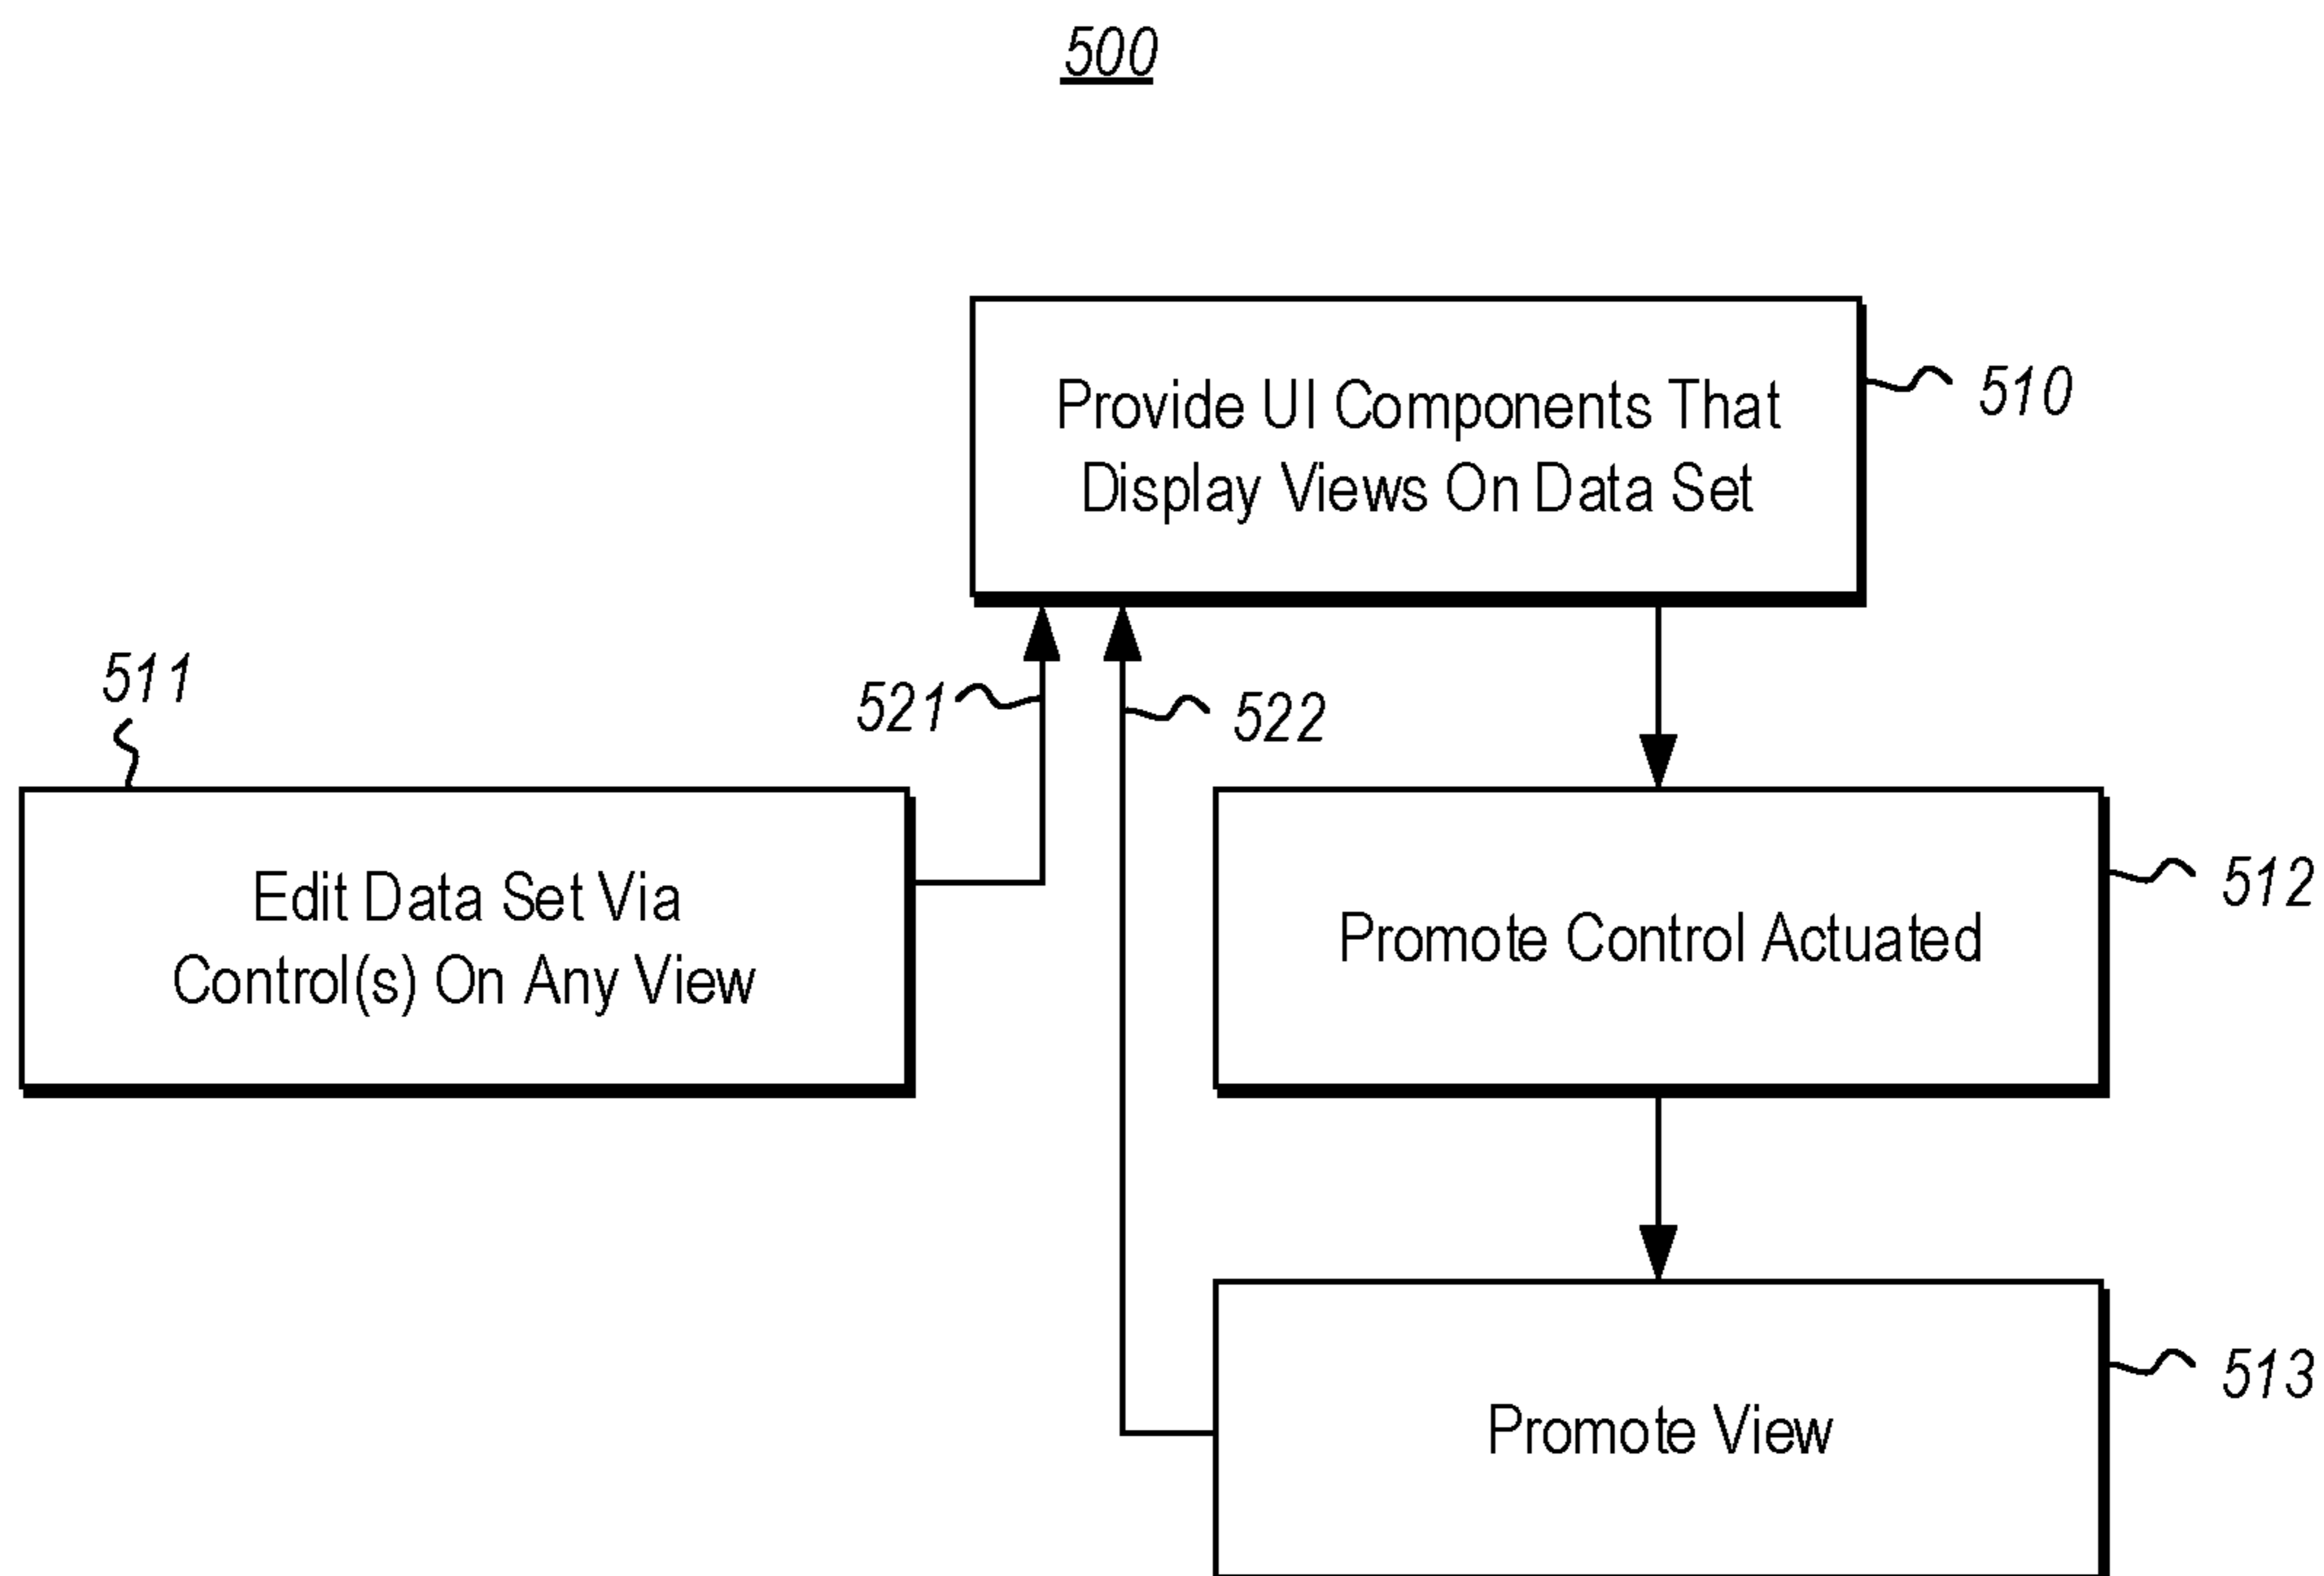 500
Provide UI Components That
Display Views On Data Set
510
511
521
522
Edit Data Set Via
Control(s) On Any View
Promote Control Actuated
512
Promote View
513